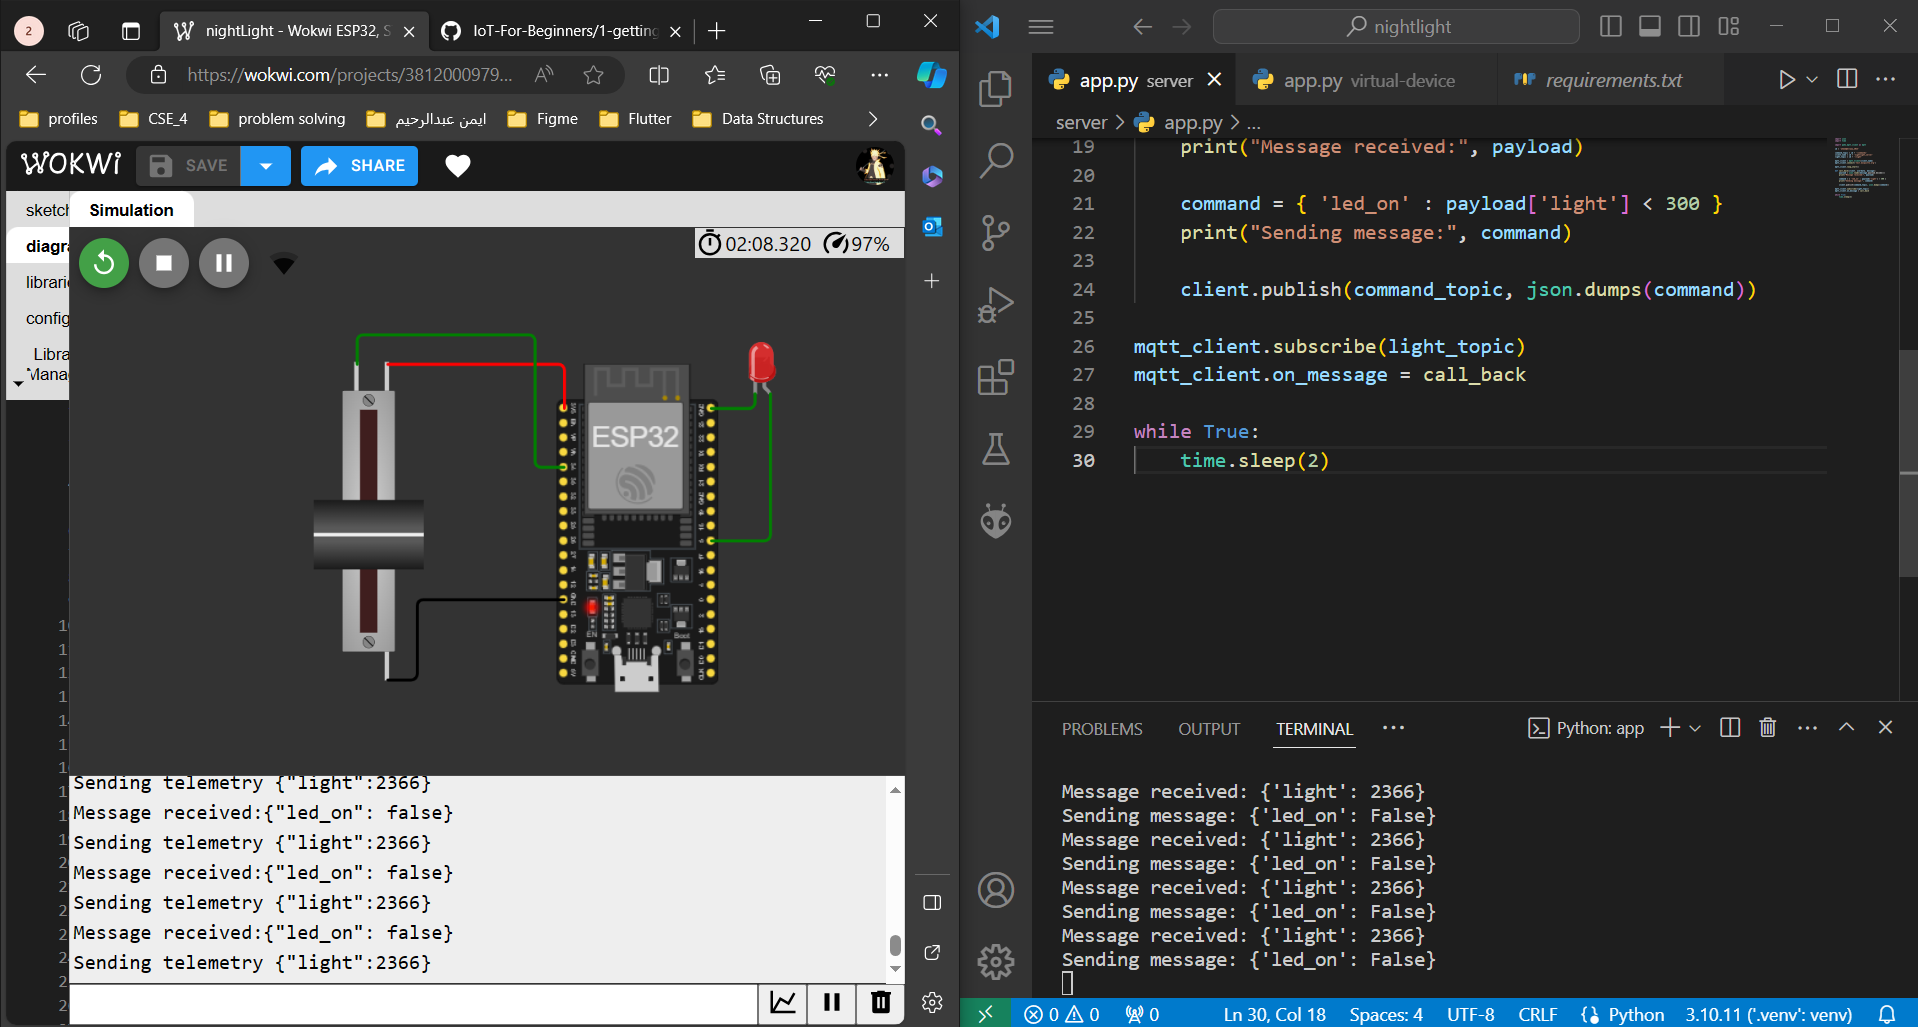 2
nightLight - Wokwi ESP32, S
IoT-For-Beginners/1-getting
https://wokwi.com/projects/3812000979...
profiles
CSE_4
problem solving
ايمن عبدالرحيم
Figme
Flutter
Data Structures
WOKWI
SAVE
SHARE
sketch
Simulation
diagra
librarie
config
Libra
Mana
02:08.320
97%
ESP32
EN
Boot
Sending telemetry {"light":2366}
Message received:{"led_on": false}
Sending telemetry {"light":2366}
Message received:{"led_on": false}
Sending telemetry {"light":2366}
Message received:{"led_on": false}
Sending telemetry {"light":2366}
nightlight
app.py server
app.py virtual-device
requirements.txt
server > app.py > ...
19 print("Message received:", payload)
20
21 command = { 'led_on' : payload['light'] < 300 }
22 print("Sending message:", command)
23
24 client.publish(command_topic, json.dumps(command))
25
26 mqtt_client.subscribe(light_topic)
27 mqtt_client.on_message = call_back
28
29 while True:
30 time.sleep(2)
PROBLEMS OUTPUT TERMINAL ...
Python: app
Message received: {'light': 2366}
Sending message: {'led_on': False}
Message received: {'light': 2366}
Sending message: {'led_on': False}
Message received: {'light': 2366}
Sending message: {'led_on': False}
Message received: {'light': 2366}
Sending message: {'led_on': False}
0 0 0 Ln 30, Col 18 Spaces: 4 UTF-8 CRLF Python 3.10.11 ('.venv': venv)